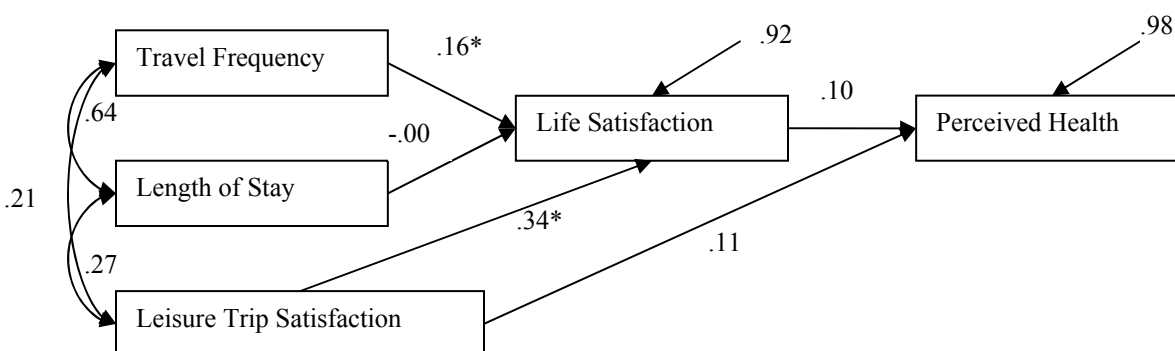 .98
.16*
.92
Travel Frequency
.10
.64
Life Satisfaction
Perceived Health
-.00
Length of Stay
.21
.34*
.11
.27
Leisure Trip Satisfaction